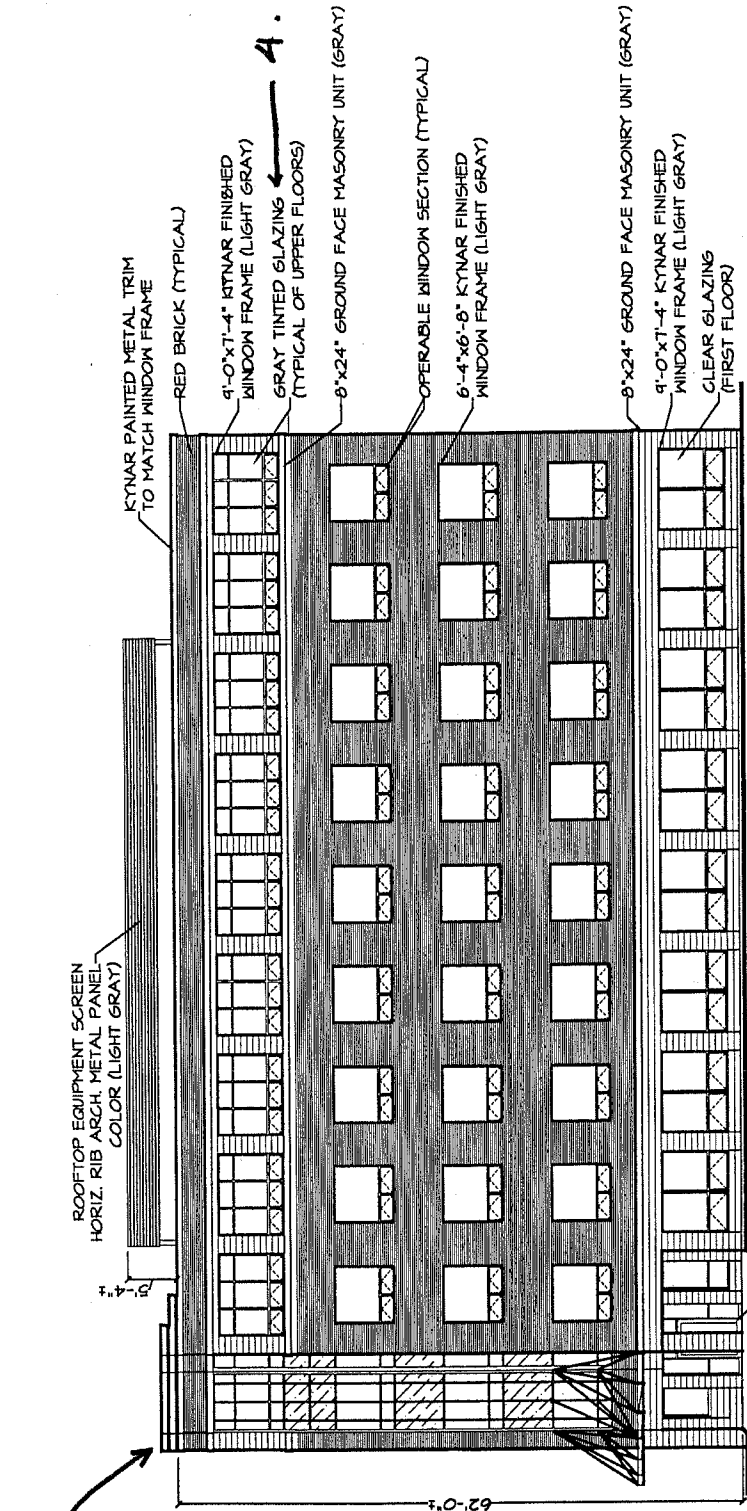 4.
KYNAR PAINTED METAL TRIM
TO MATCH WINDOW FRAME
RED BRICK (TYPICAL)
9'-0"x7'-4" KYNAR FINISHED
WINDOW FRAME (LIGHT GRAY)
GRAY TINTED GLAZING
(TYPICAL OF UPPER FLOORS)
8"x24" GROUND FACE MASONRY UNIT (GRAY)
OPERABLE WINDOW SECTION (TYPICAL)
6'-4"x6'-8" KYNAR FINISHED
WINDOW FRAME (LIGHT GRAY)
8"x24" GROUND FACE MASONRY UNIT (GRAY)
9'-0"x7'-4" KYNAR FINISHED
WINDOW FRAME (LIGHT GRAY)
CLEAR GLAZING
(FIRST FLOOR)
ROOFTOP EQUIPMENT SCREEN
HORIZ. RIB ARCH. METAL PANEL
COLOR (LIGHT GRAY)
5'-4"±
62'-0"±